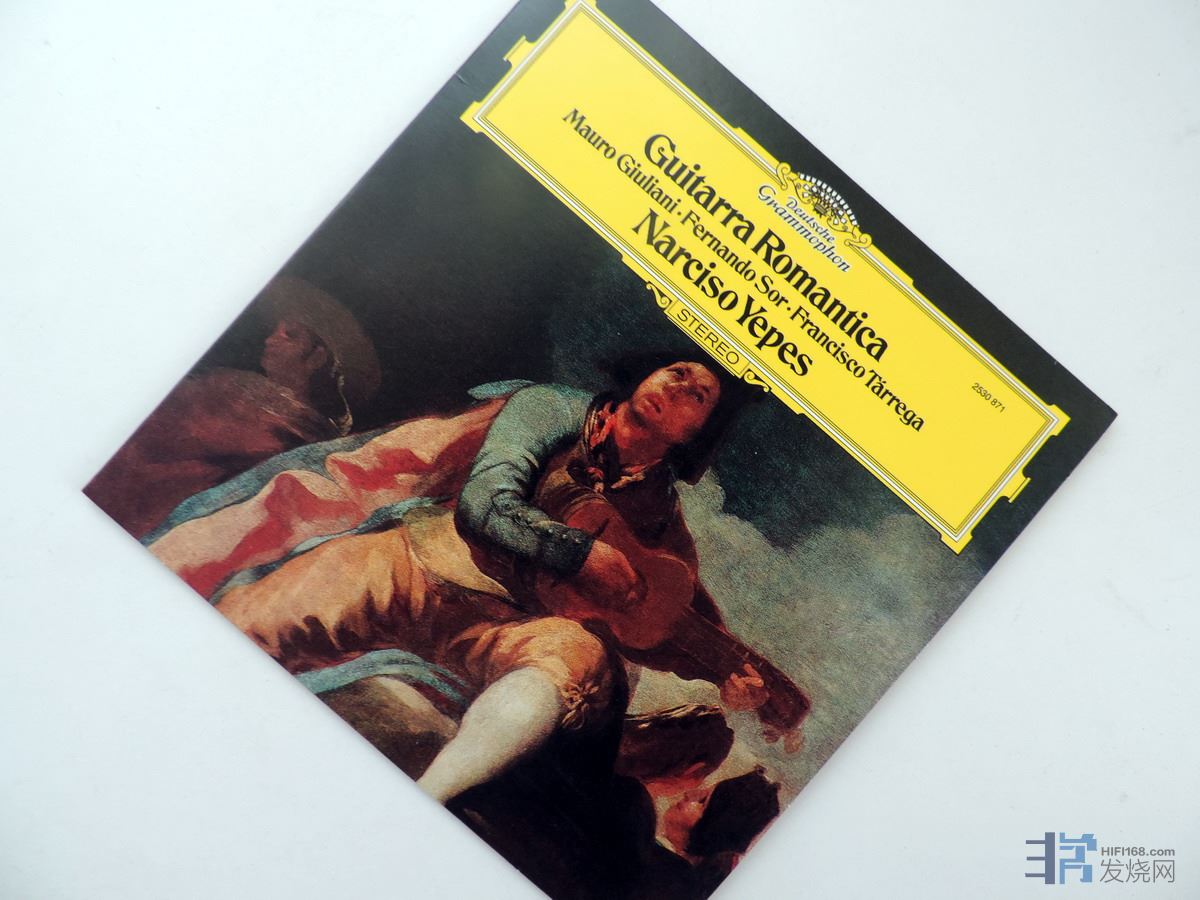 Deutsche
Grammophon
Guitarra Romantica
Mauro Giuliani · Fernando Sor · Francisco Tárrega
Narciso Yepes
2530 871
STEREO
HIFI168.com
发烧网